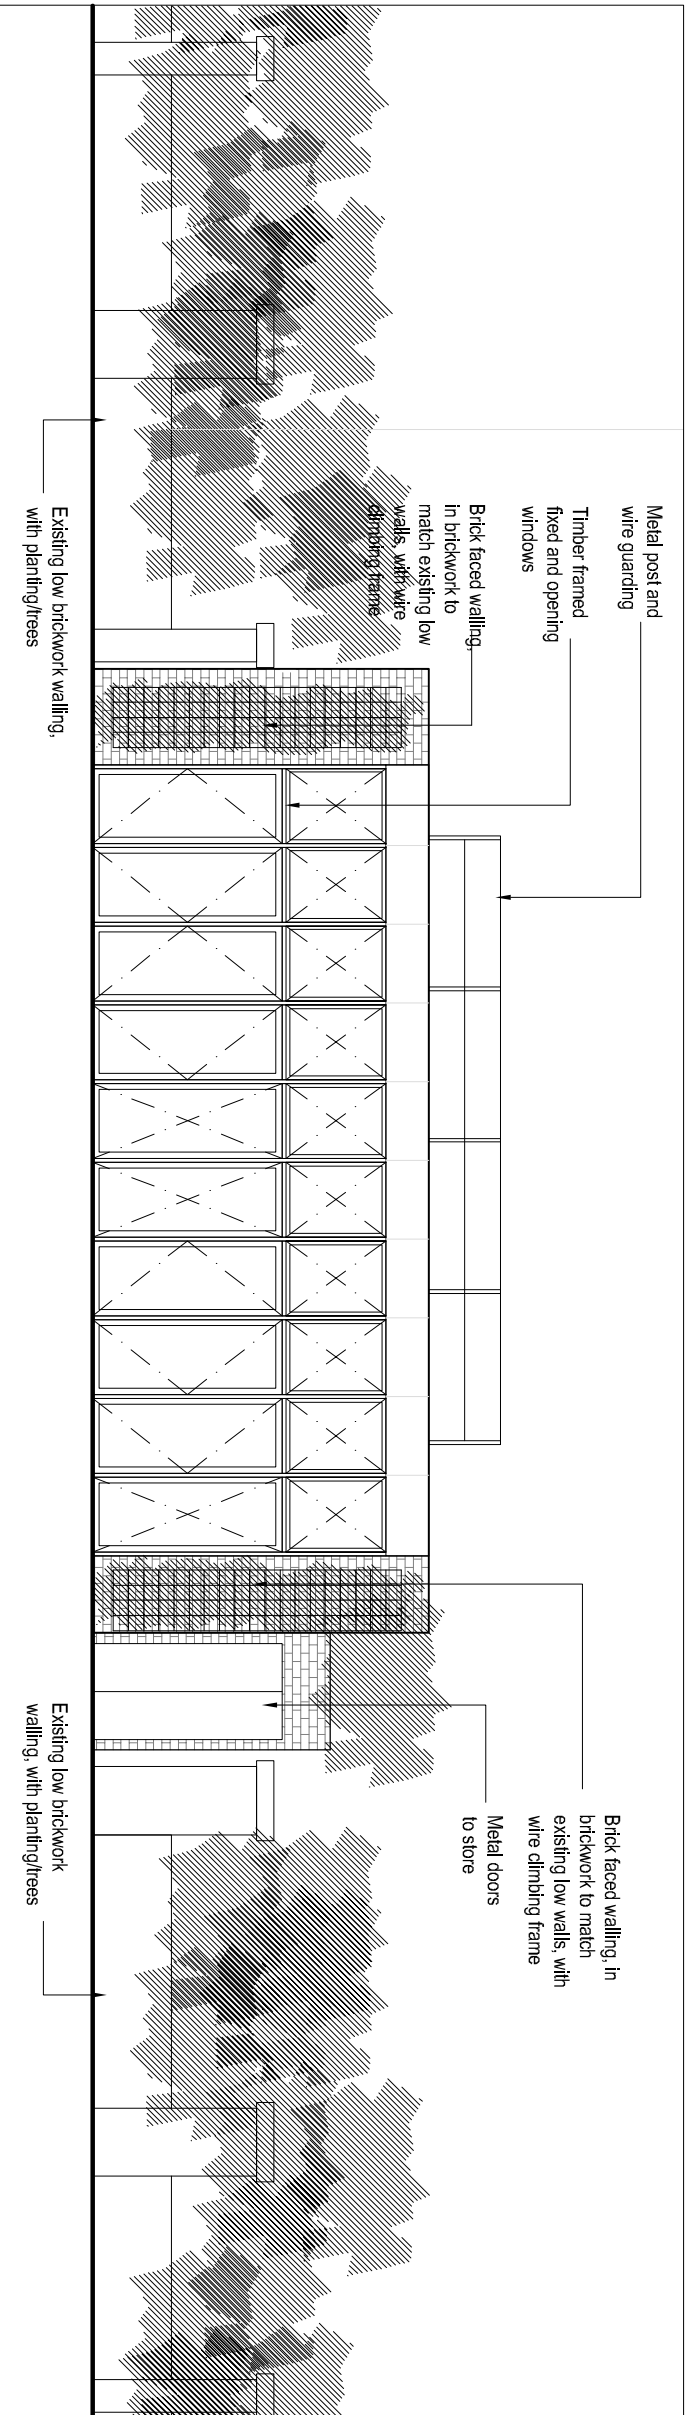 Metal post and
wire guarding
Timber framed
fixed and opening
windows
Brick faced walling,
in brickwork to
match existing low
walls, with wire
climbing frame
Existing low brickwork walling,
with planting/trees
Brick faced walling, in
brickwork to match
existing low walls, with
wire climbing frame
Metal doors
to store
Existing low brickwork
walling, with planting/trees